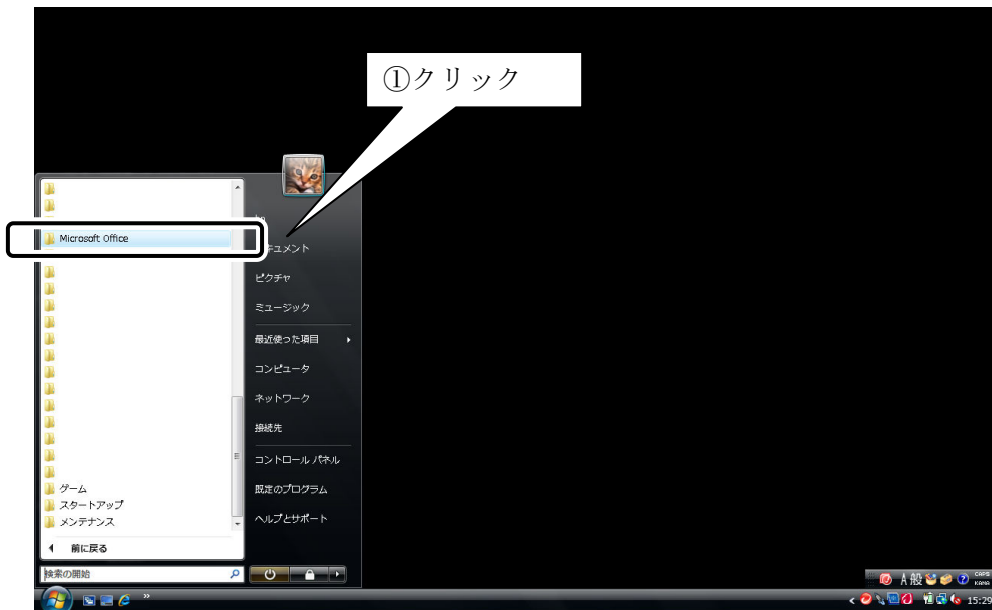 ①クリック
Microsoft Office
ドキュメント
ピクチャ
ミュージック
最近使った項目
コンピュータ
ネットワーク
接続先
コントロール パネル
既定のプログラム
ヘルプとサポート
ゲーム
スタートアップ
メンテナンス
前に戻る
検索の開始
A 般
CAPS
KANA
15:29